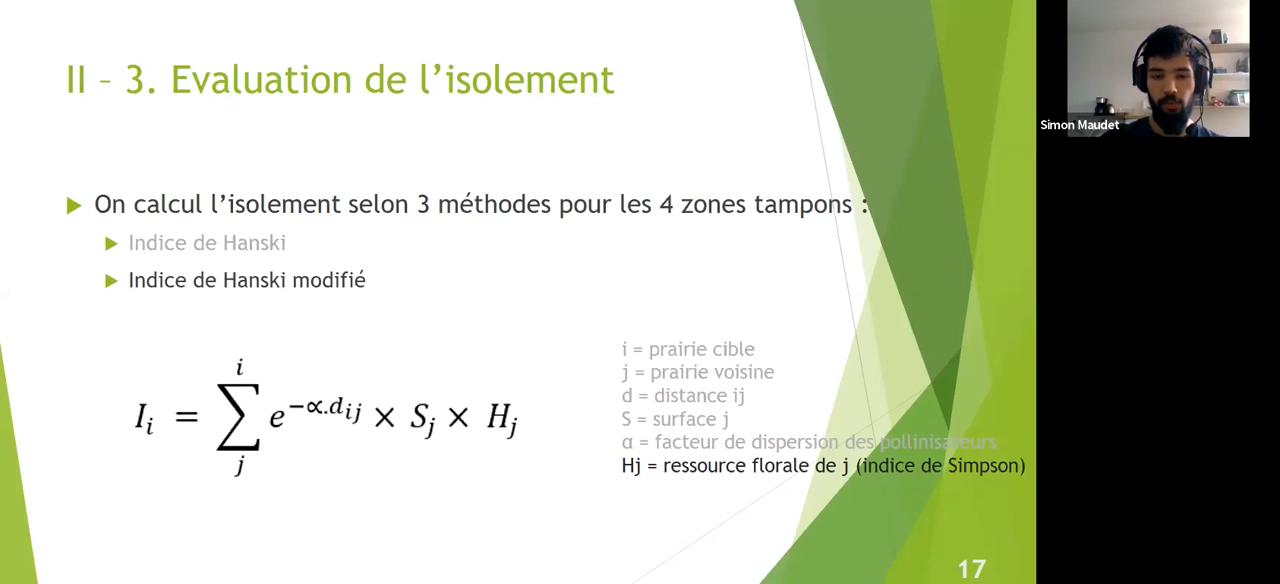 II – 3. Evaluation de l’isolement
Simon Maudet
On calcul l’isolement selon 3 méthodes pour les 4 zones tampons :
Indice de Hanski
Indice de Hanski modifié
i = prairie cible
j = prairie voisine
d = distance ij
S = surface j
α = facteur de dispersion des pollinisateurs
Hj = ressource florale de j (indice de Simpson)
i
I_i = ∑ e^{-∝.d_{ij}} × S_j × H_j
j
17